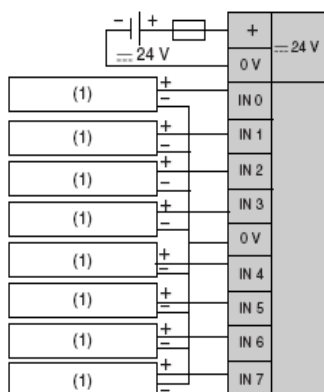 − + +
⎓ 24 V 0 V ⎓ 24 V
(1) + − IN 0
(1) + − IN 1
(1) + − IN 2
(1) + − IN 3
0 V
(1) + − IN 4
(1) + − IN 5
(1) + − IN 6
(1) + − IN 7